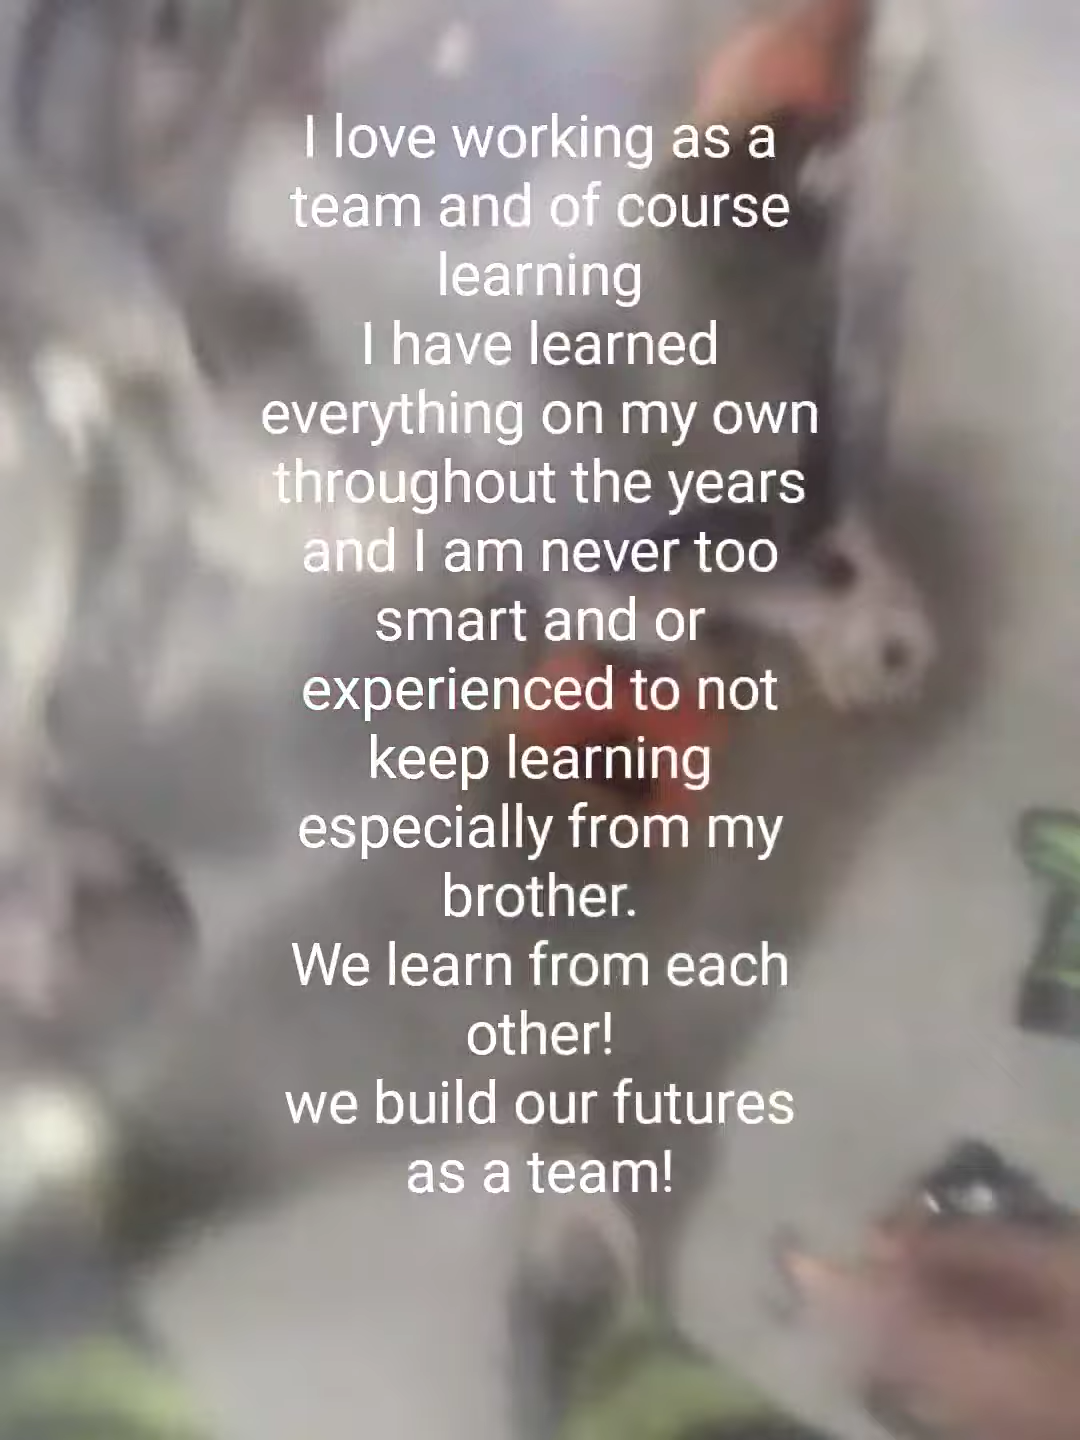 I love working as a
team and of course
learning
I have learned
everything on my own
throughout the years
and I am never too
smart and or
experienced to not
keep learning
especially from my
brother.
We learn from each
other!
we build our futures
as a team!